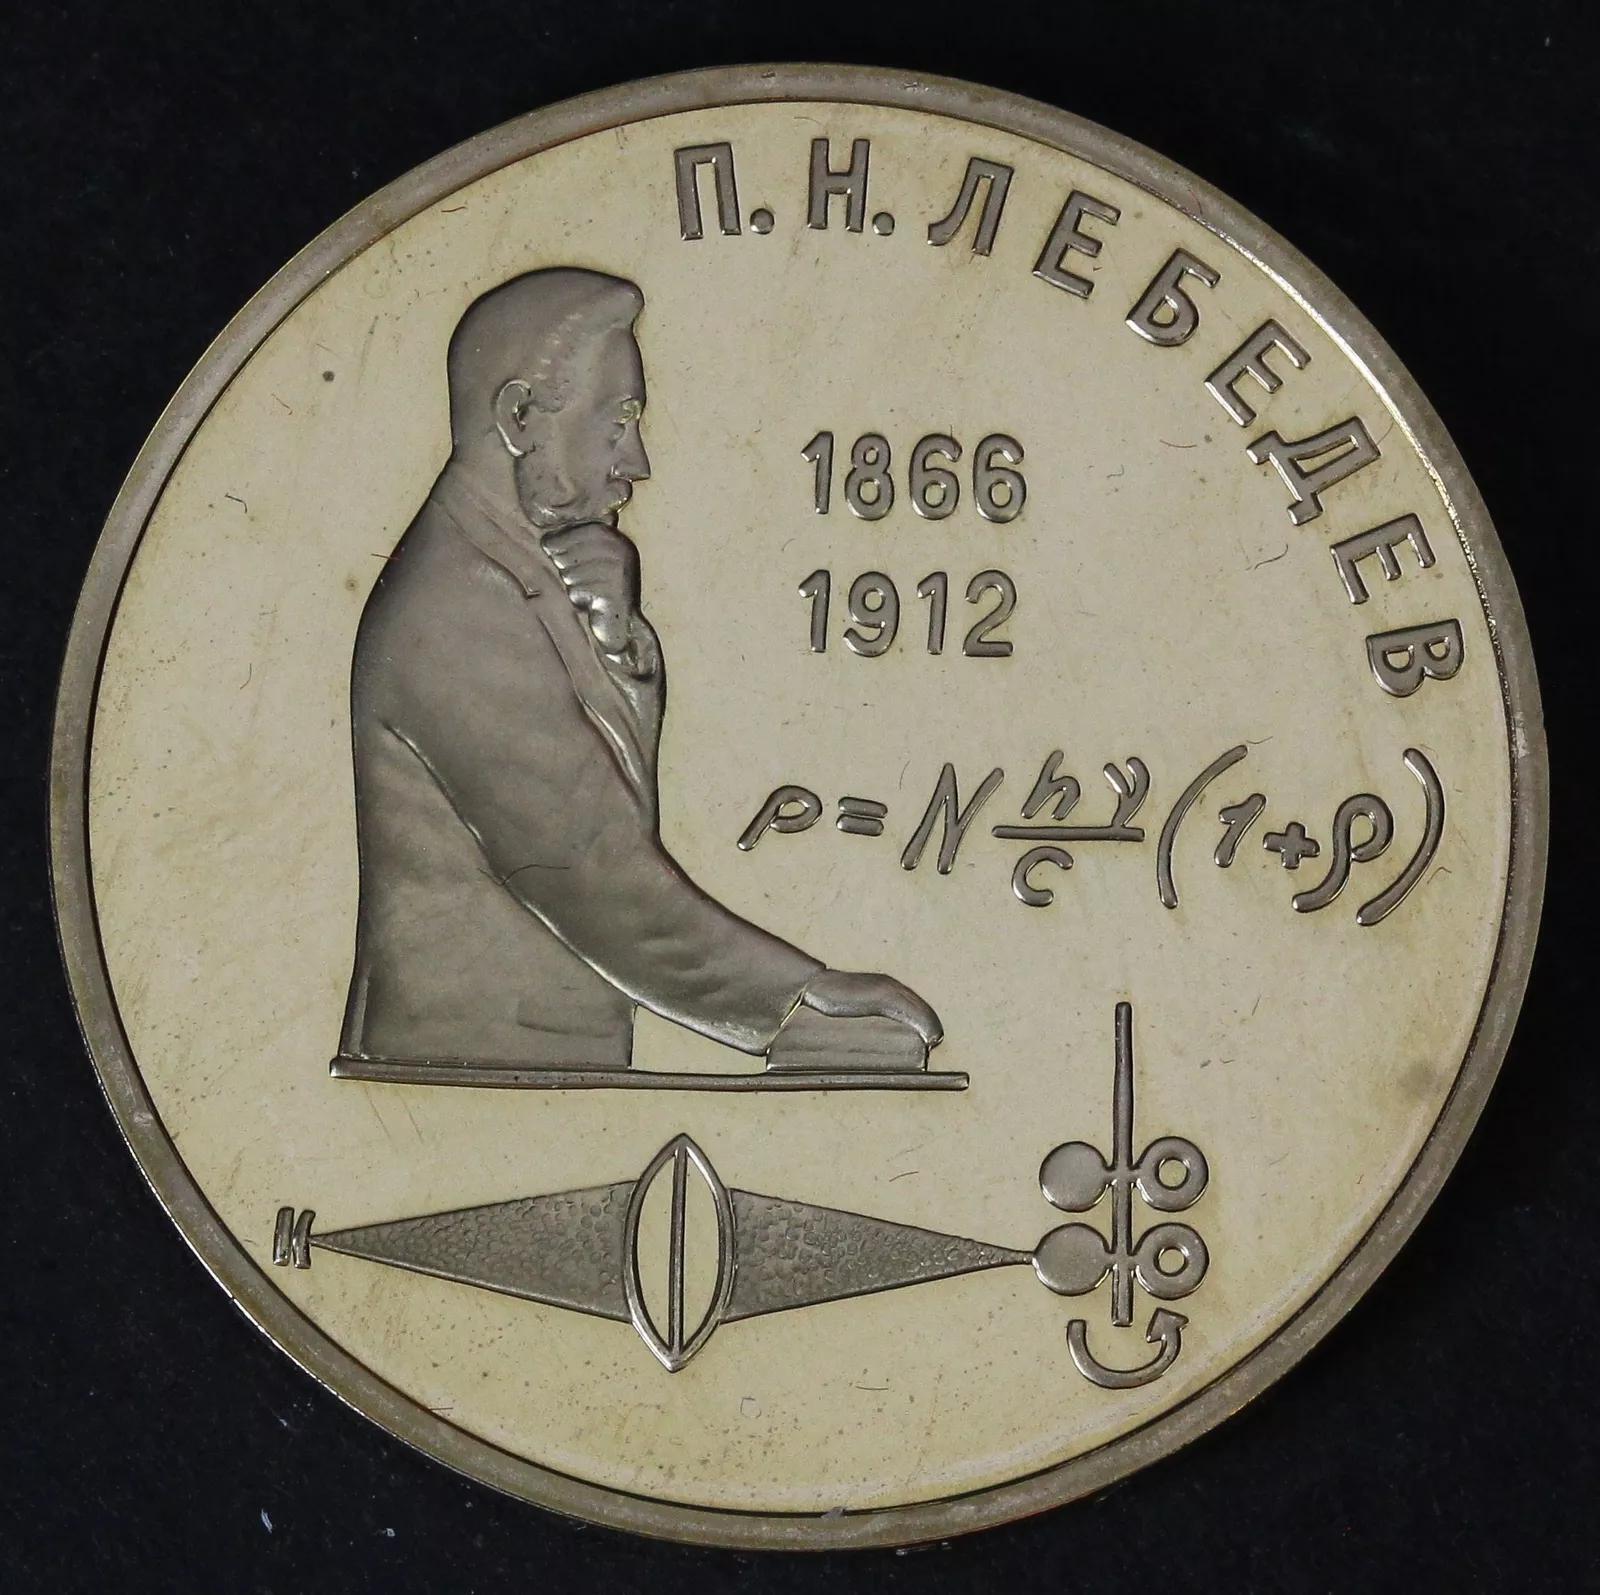 П. Н. ЛЕБЕДЕВ
1866
1912
p = N hν/c (1+ρ)
И